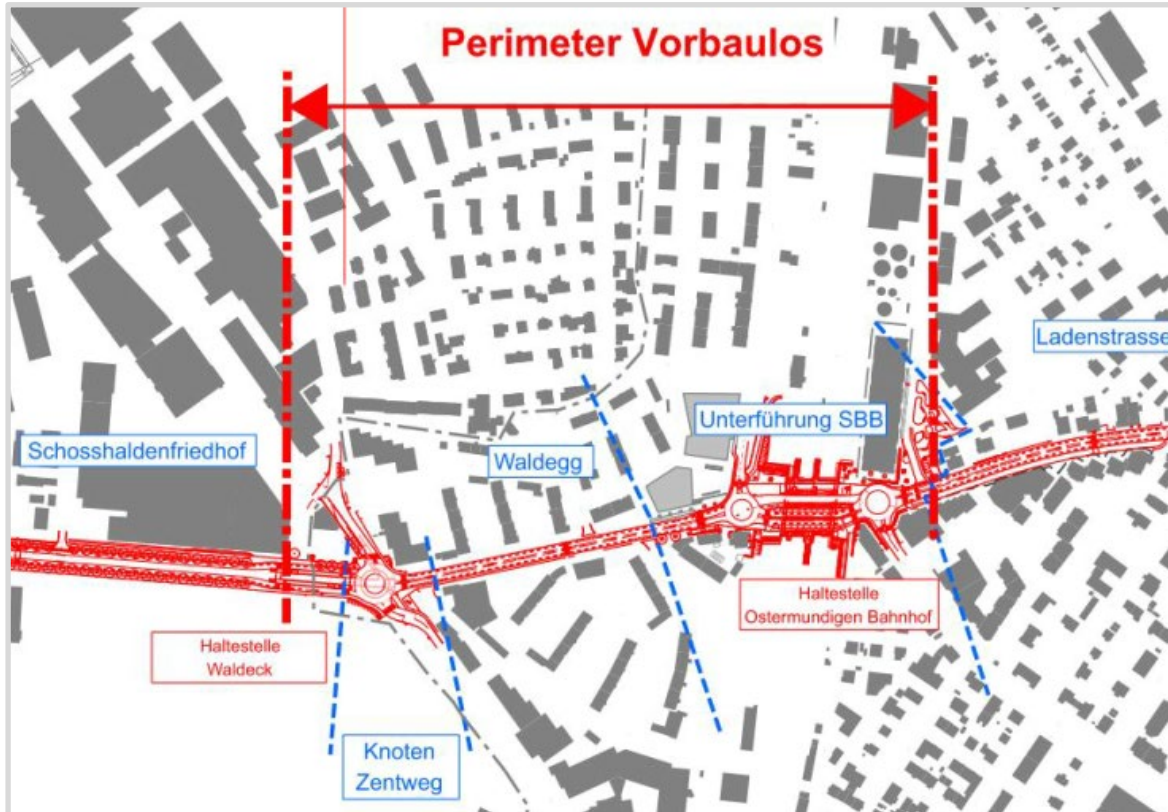 Perimeter Vorbaulos
Ladenstrasse
Unterführung SBB
Schosshaldenfriedhof
Waldegg
Haltestelle
Ostermundigen Bahnhof
Haltestelle
Waldeck
Knoten
Zentweg